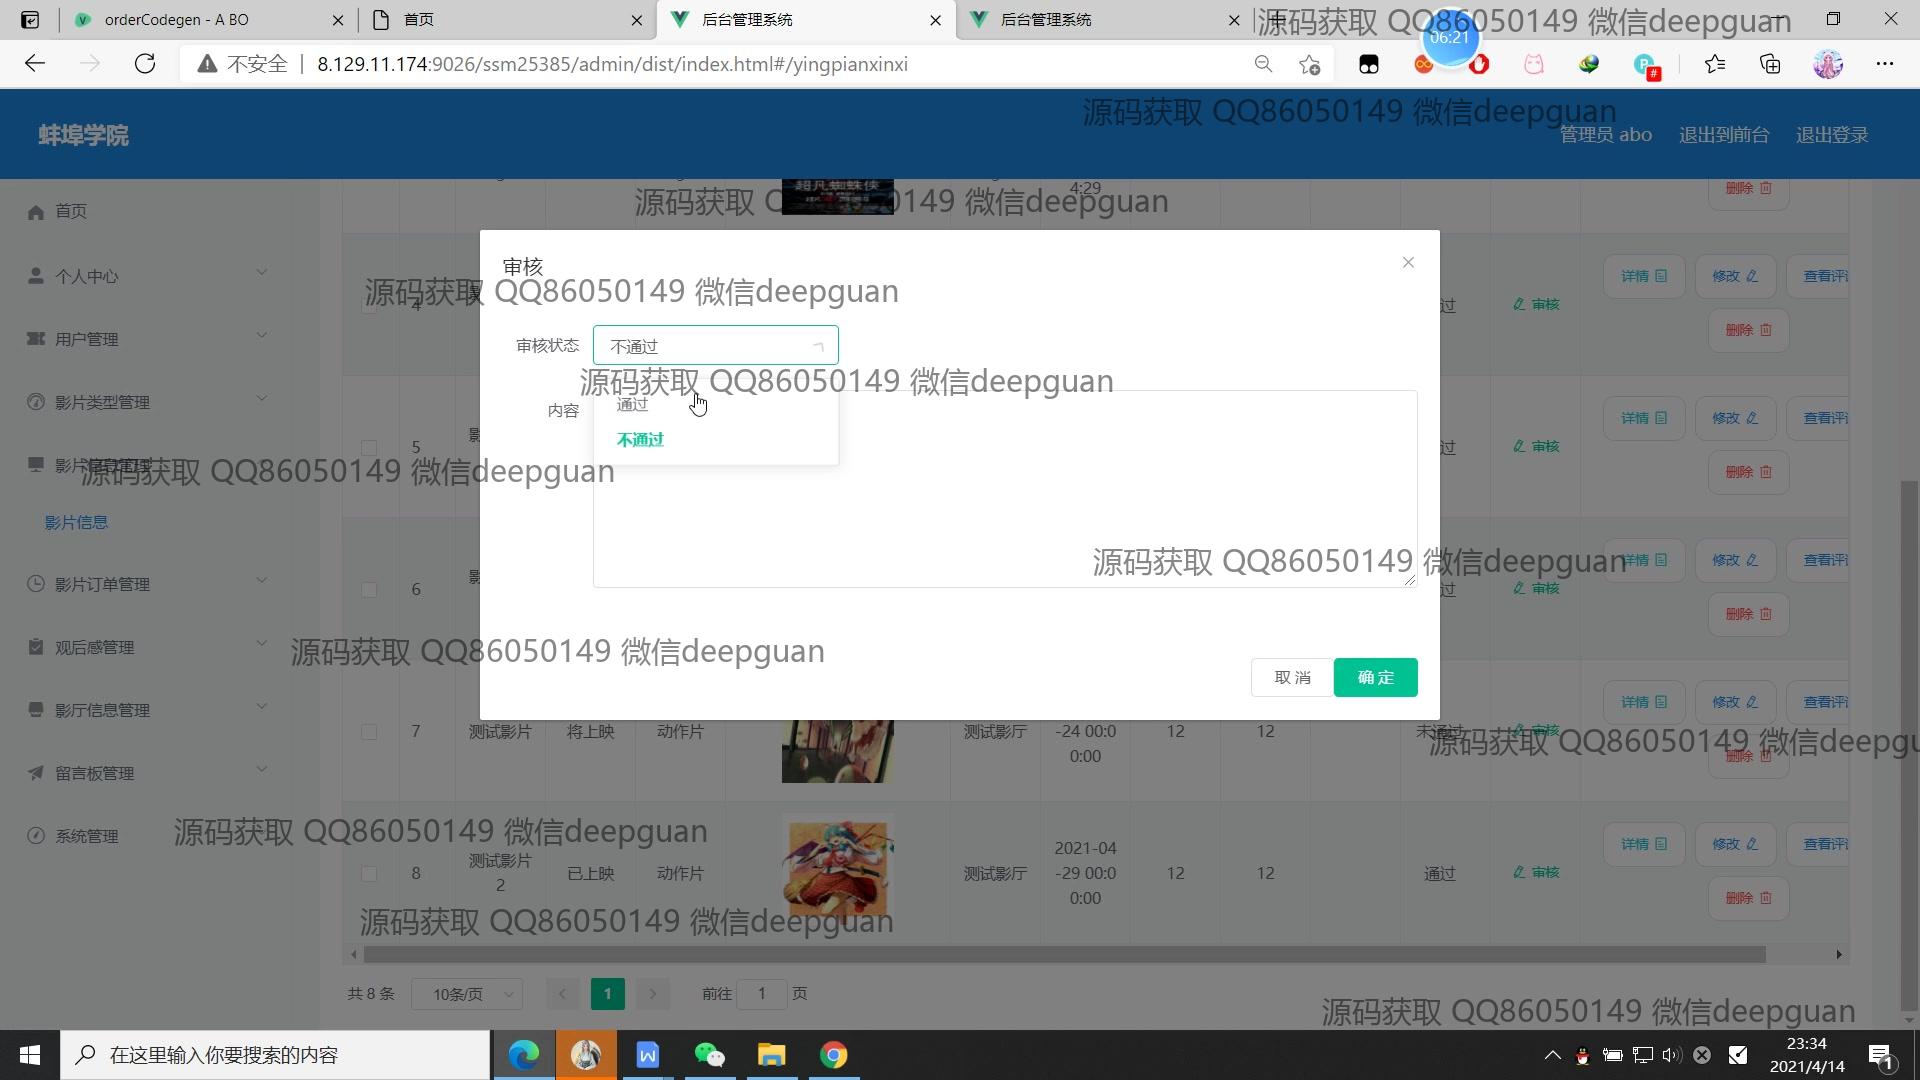 orderCodegen - A BO
首页
后台管理系统
后台管理系统
源码获取 QQ86050149 微信deepguan
06:21
不安全
8.129.11.174:9026/ssm25385/admin/dist/index.html#/yingpianxinxi
源码获取 QQ86050149 微信deepguan
蚌埠学院
管理员 abo
退出到前台
退出登录
源码获取 QQ86050149 微信deepguan
超凡蜘蛛侠
4:29
删除
首页
个人中心
用户管理
影片类型管理
影片信息管理
影片信息
影片订单管理
观后感管理
影厅信息管理
留言板管理
系统管理
审核
源码获取 QQ86050149 微信deepguan
审核状态
不通过
源码获取 QQ86050149 微信deepguan
通过
不通过
内容
源码获取 QQ86050149 微信deepguan
源码获取 QQ86050149 微信deepguan
源码获取 QQ86050149 微信deepguan
取消
确定
4
过
审核
详情
修改
查看评
删除
5
影
过
审核
详情
修改
查看评
删除
6
影
过
审核
详情
修改
查看评
删除
7
测试影片
将上映
动作片
测试影厅
-24 00:0
0:00
12
12
未通过
审核
详情
修改
查看评
删除
源码获取 QQ86050149 微信deepgu
源码获取 QQ86050149 微信deepguan
8
测试影片
2
已上映
动作片
测试影厅
2021-04
-29 00:0
0:00
12
12
通过
审核
详情
修改
查看评
删除
源码获取 QQ86050149 微信deepguan
共 8 条
10条/页
1
前往
1
页
源码获取 QQ86050149 微信deepguan
在这里输入你要搜索的内容
23:34
2021/4/14
1